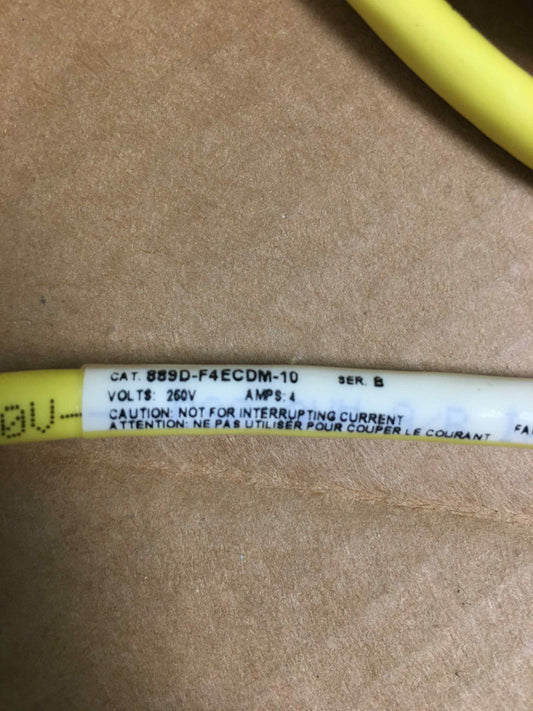 CAT. 889D-F4ECDM-10 SER. B
VOLTS: 250V AMPS: 4
CAUTION: NOT FOR INTERRUPTING CURRENT
ATTENTION: NE PAS UTILISER POUR COUPER LE COURANT
0V